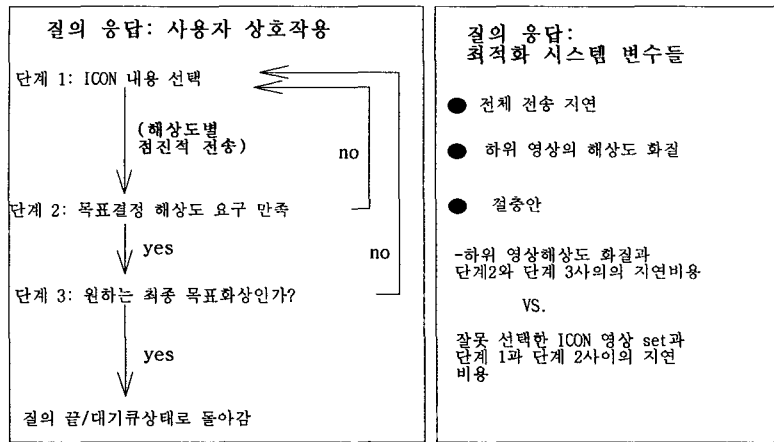 질의 응답: 사용자 상호작용
단계 1: ICON 내용 선택
(해상도별
점진적 전송)
no
단계 2: 목표결정 해상도 요구 만족
yes
no
단계 3: 원하는 최종 목표화상인가?
yes
질의 끝/대기큐상태로 돌아감
질의 응답:
최적화 시스템 변수들
● 전체 전송 지연
● 하위 영상의 해상도 화질
● 절충안
-하위 영상해상도 화질과
단계2와 단계 3사의의 지연비용
VS.
잘못 선택한 ICON 영상 set과
단계 1과 단계 2사이의 지연
비용